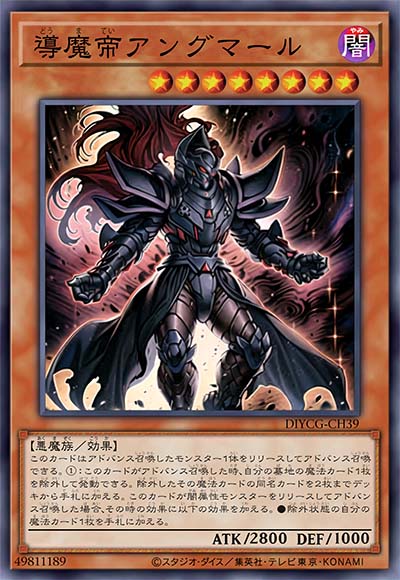 導魔帝アングマール
闇
DIYCG-CH39
【悪魔族／効果】
このカードはアドバンス召喚したモンスター1体をリリースしてアドバンス召喚
できる。①：このカードがアドバンス召喚した時、自分の墓地の魔法カード1枚
を除外して発動できる。除外したその魔法カードの同名カードを2枚までデ
ッキから手札に加える。このカードが闇属性モンスターをリリースしてアドバ
ンス召喚した場合、その時の効果に以下の効果を加える。●除外状態の自分の
魔法カード1枚を手札に加える。
ATK/2800 DEF/1000
49811189
©スタジオ・ダイス／集英社・テレビ東京・KONAMI